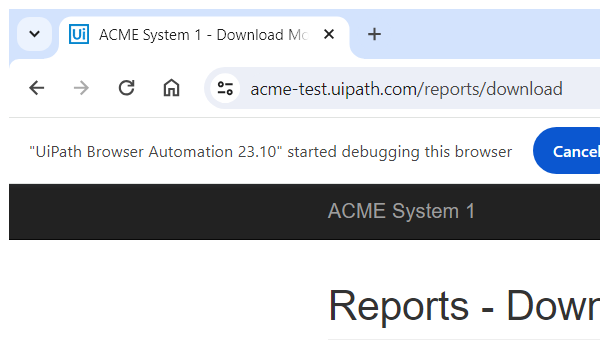 Ui ACME System 1 - Download Mo
acme-test.uipath.com/reports/download
"UiPath Browser Automation 23.10" started debugging this browser Cancel
ACME System 1
Reports - Down